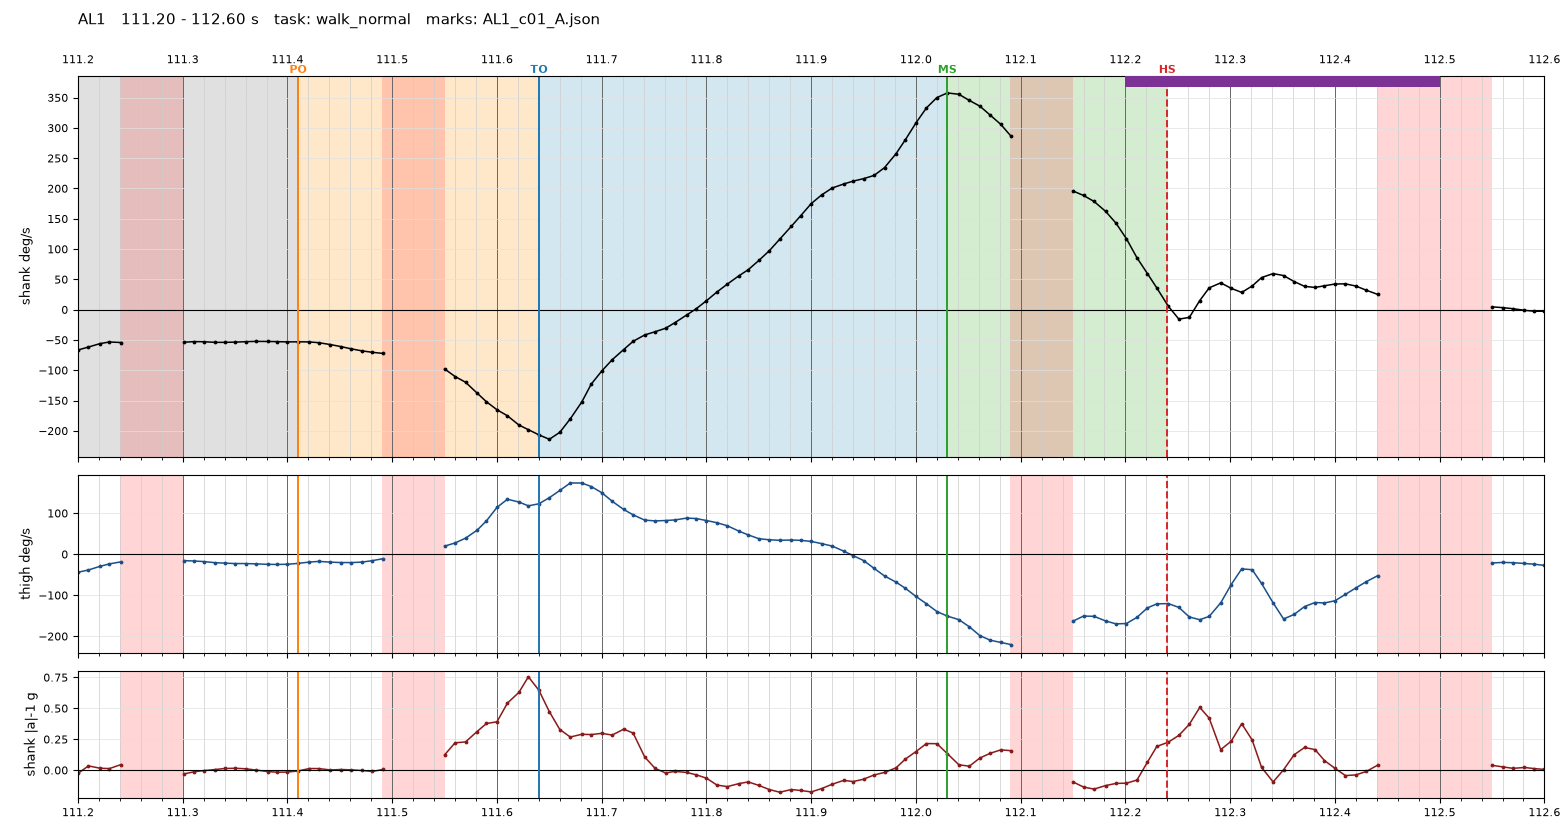 AL1 111.20 - 112.60 s task: walk_normal marks: AL1_c01_A.json
111.2 111.3 111.4 111.5 111.6 111.7 111.8 111.9 112.0 112.1 112.2 112.3 112.4 112.5 112.6
PO TO MS HS
shank deg/s
350
300
250
200
150
100
50
0
−50
−100
−150
−200
thigh deg/s
100
0
−100
−200
shank |a|-1 g
0.75
0.50
0.25
0.00
111.2 111.3 111.4 111.5 111.6 111.7 111.8 111.9 112.0 112.1 112.2 112.3 112.4 112.5 112.6